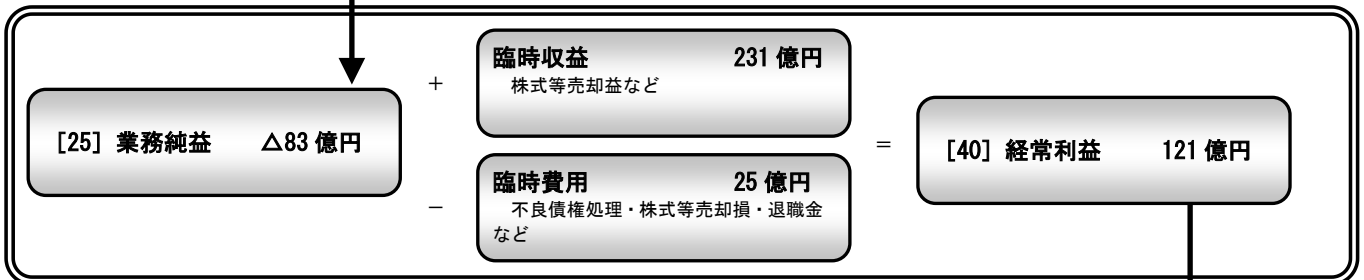 [25] 業務純益 △83 億円
+
臨時収益 231 億円
株式等売却益など
−
臨時費用 25 億円
不良債権処理・株式等売却損・退職金
など
=
[40] 経常利益 121 億円